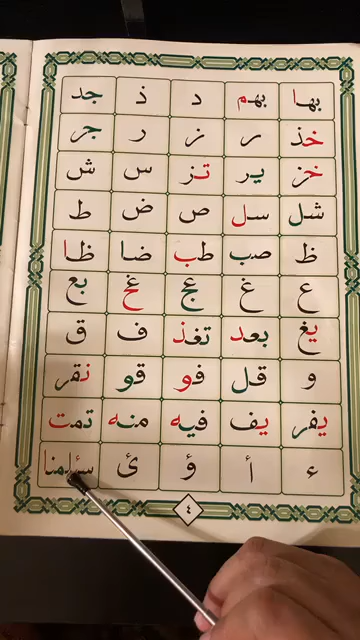 بها بهم د ذ جد
خذ ر ز ر جر
خز ير تز س ش
شل سل ص ض ط
ظ صب طب ضا ظا
ع غ عج غخ بع
يغ بعد تغذ ف ق
و قل فو قو نقر
يفر يف فيه منه تمت
ء أ ؤ ئ
٤